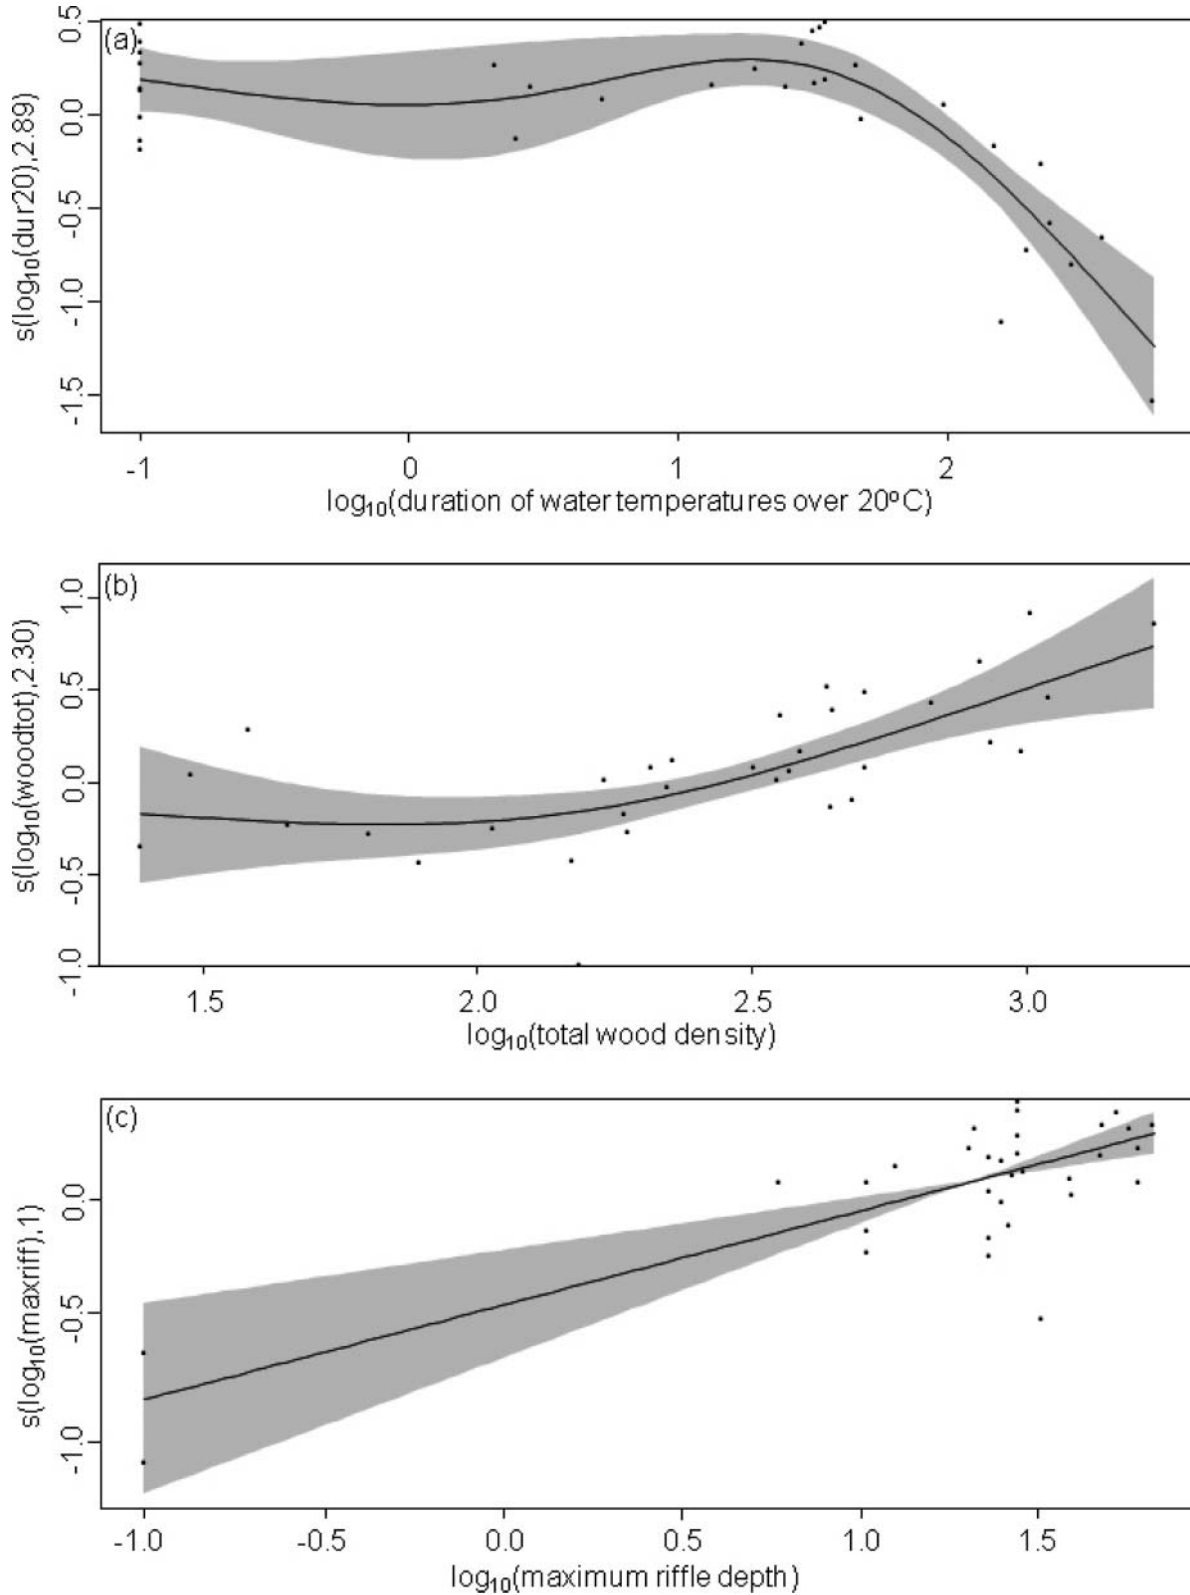 (a)
s(log10(dur20),2.89)
0.5
0.0
-0.5
-1.0
-1.5
-1 0 1 2
log10(duration of water temperatures over 20ºC)
(b)
s(log10(woodtot),2.30)
1.0
0.5
0.0
-0.5
-1.0
1.5 2.0 2.5 3.0
log10(total wood density)
(c)
s(log10(maxriff),1)
0.0
-0.5
-1.0
-1.0 -0.5 0.0 0.5 1.0 1.5
log10(maximum riffle depth)